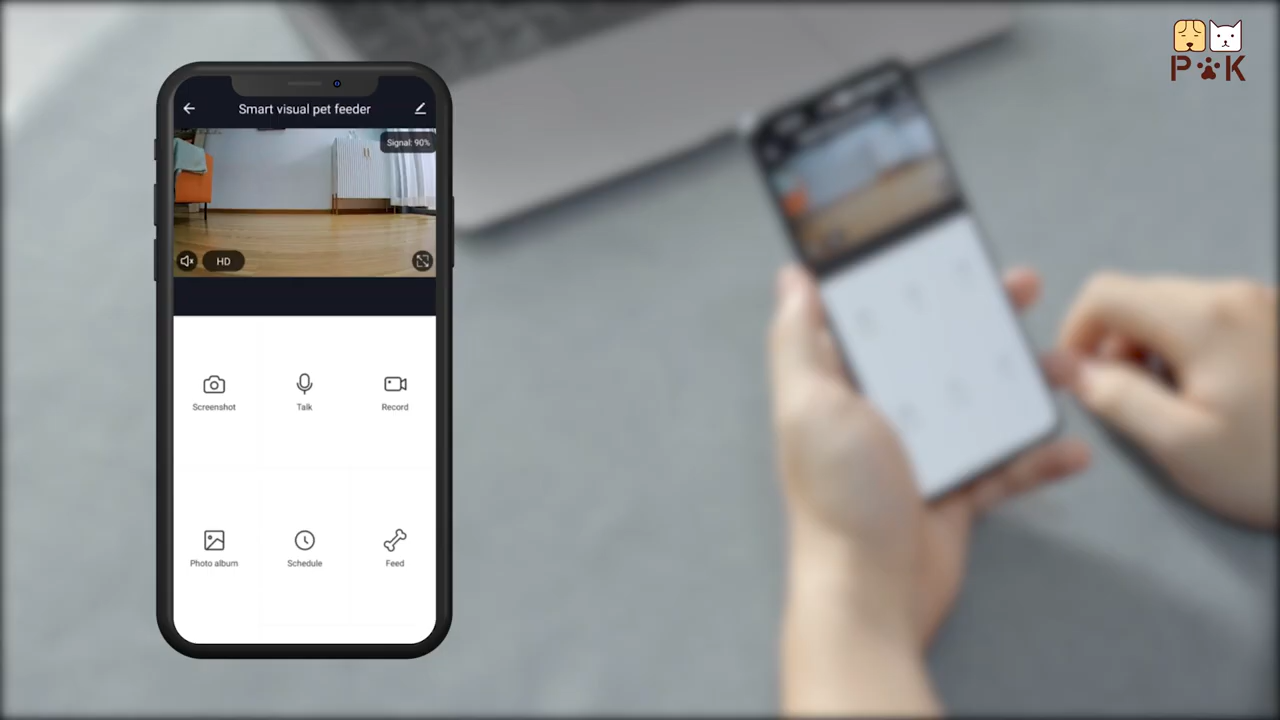 Smart visual pet feeder
Signal: 90%
HD
Screenshot
Talk
Record
Photo album
Schedule
Feed
P K